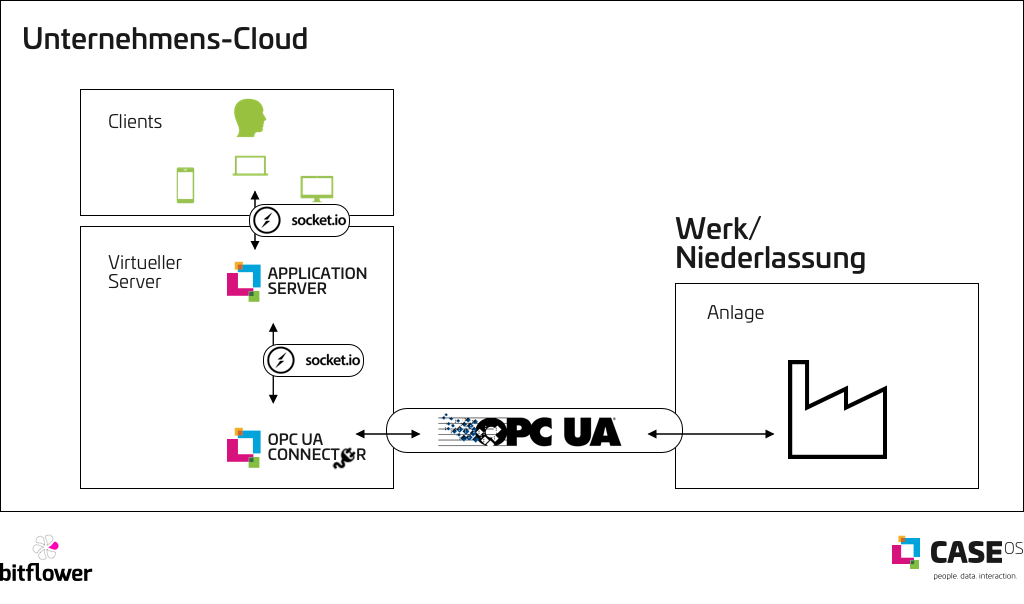 Unternehmens-Cloud
Clients
socket.io
Virtueller
Server
APPLICATION
SERVER
socket.io
OPC UA
CONNECTOR
OPC UA
Werk/
Niederlassung
Anlage
bitflower
CASE OS
people. data. interaction.